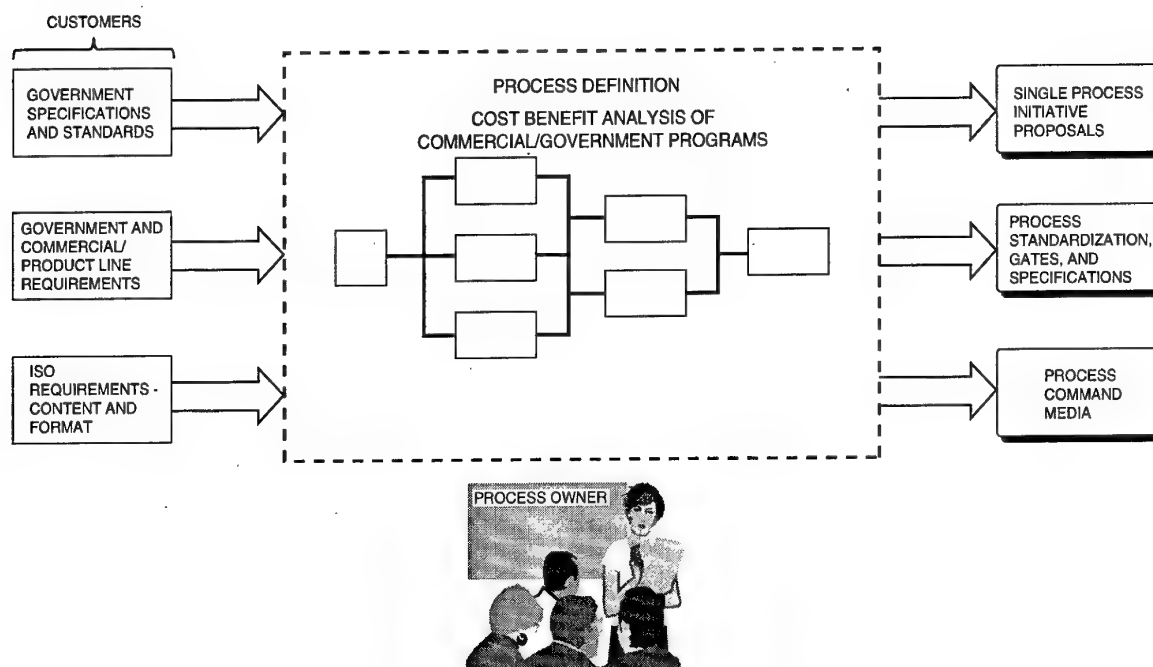 CUSTOMERS
GOVERNMENT
SPECIFICATIONS
AND STANDARDS
GOVERNMENT AND
COMMERCIAL/
PRODUCT LINE
REQUIREMENTS
ISO
REQUIREMENTS -
CONTENT AND
FORMAT
PROCESS DEFINITION
COST BENEFIT ANALYSIS OF
COMMERCIAL/GOVERNMENT PROGRAMS
SINGLE PROCESS
INITIATIVE
PROPOSALS
PROCESS
STANDARDIZATION,
GATES, AND
SPECIFICATIONS
PROCESS
COMMAND
MEDIA
PROCESS OWNER